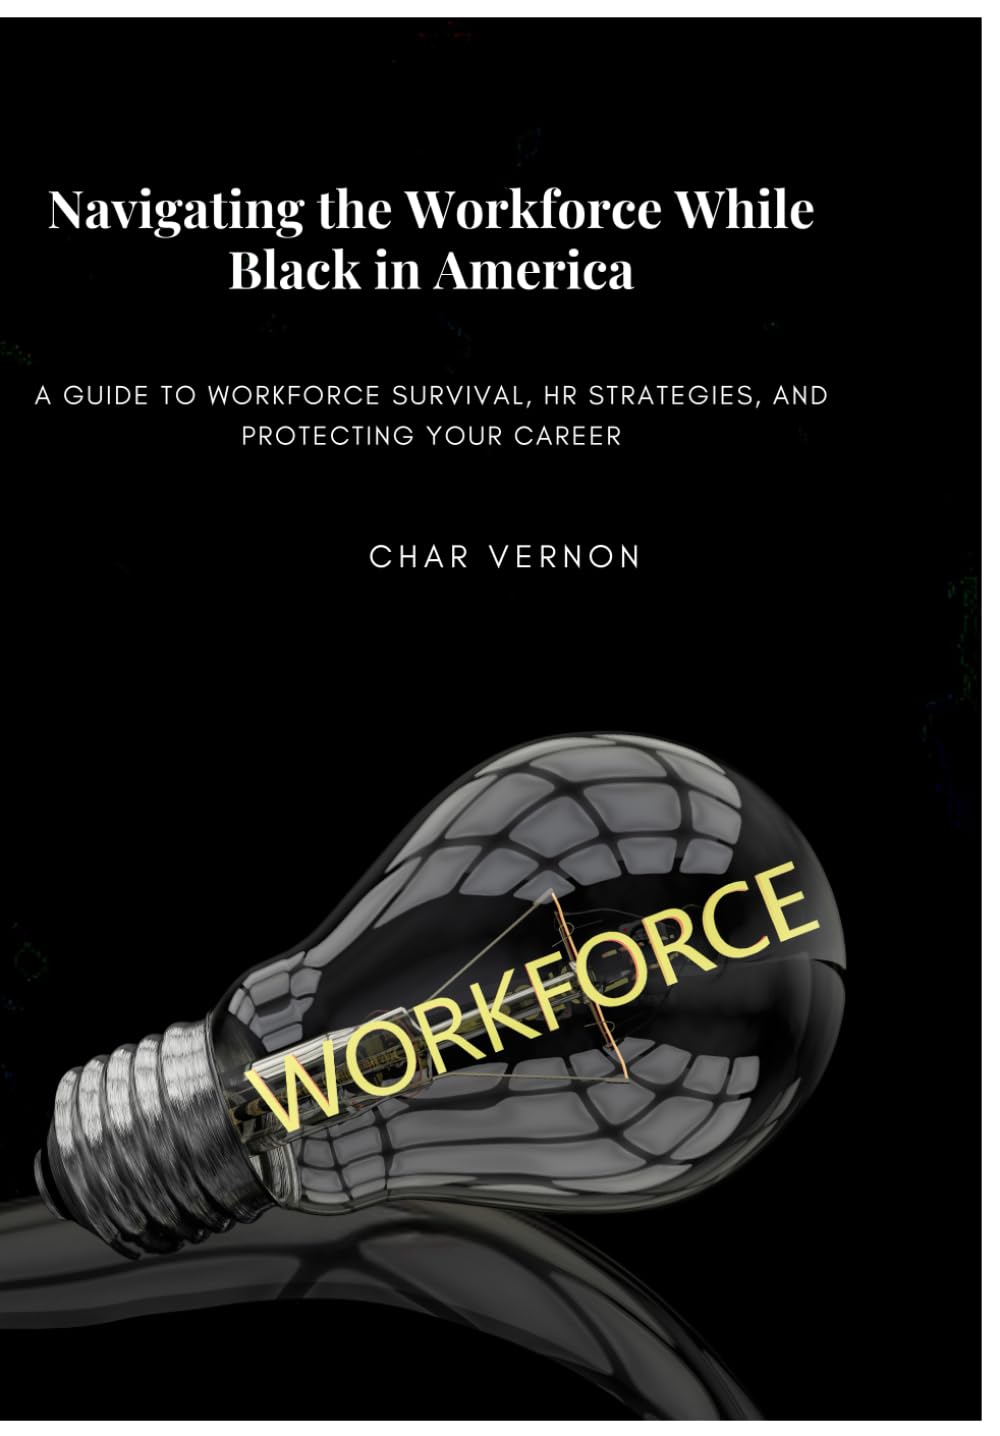 Navigating the Workforce While
Black in America
A GUIDE TO WORKFORCE SURVIVAL, HR STRATEGIES, AND
PROTECTING YOUR CAREER
CHAR VERNON
WORKFORCE